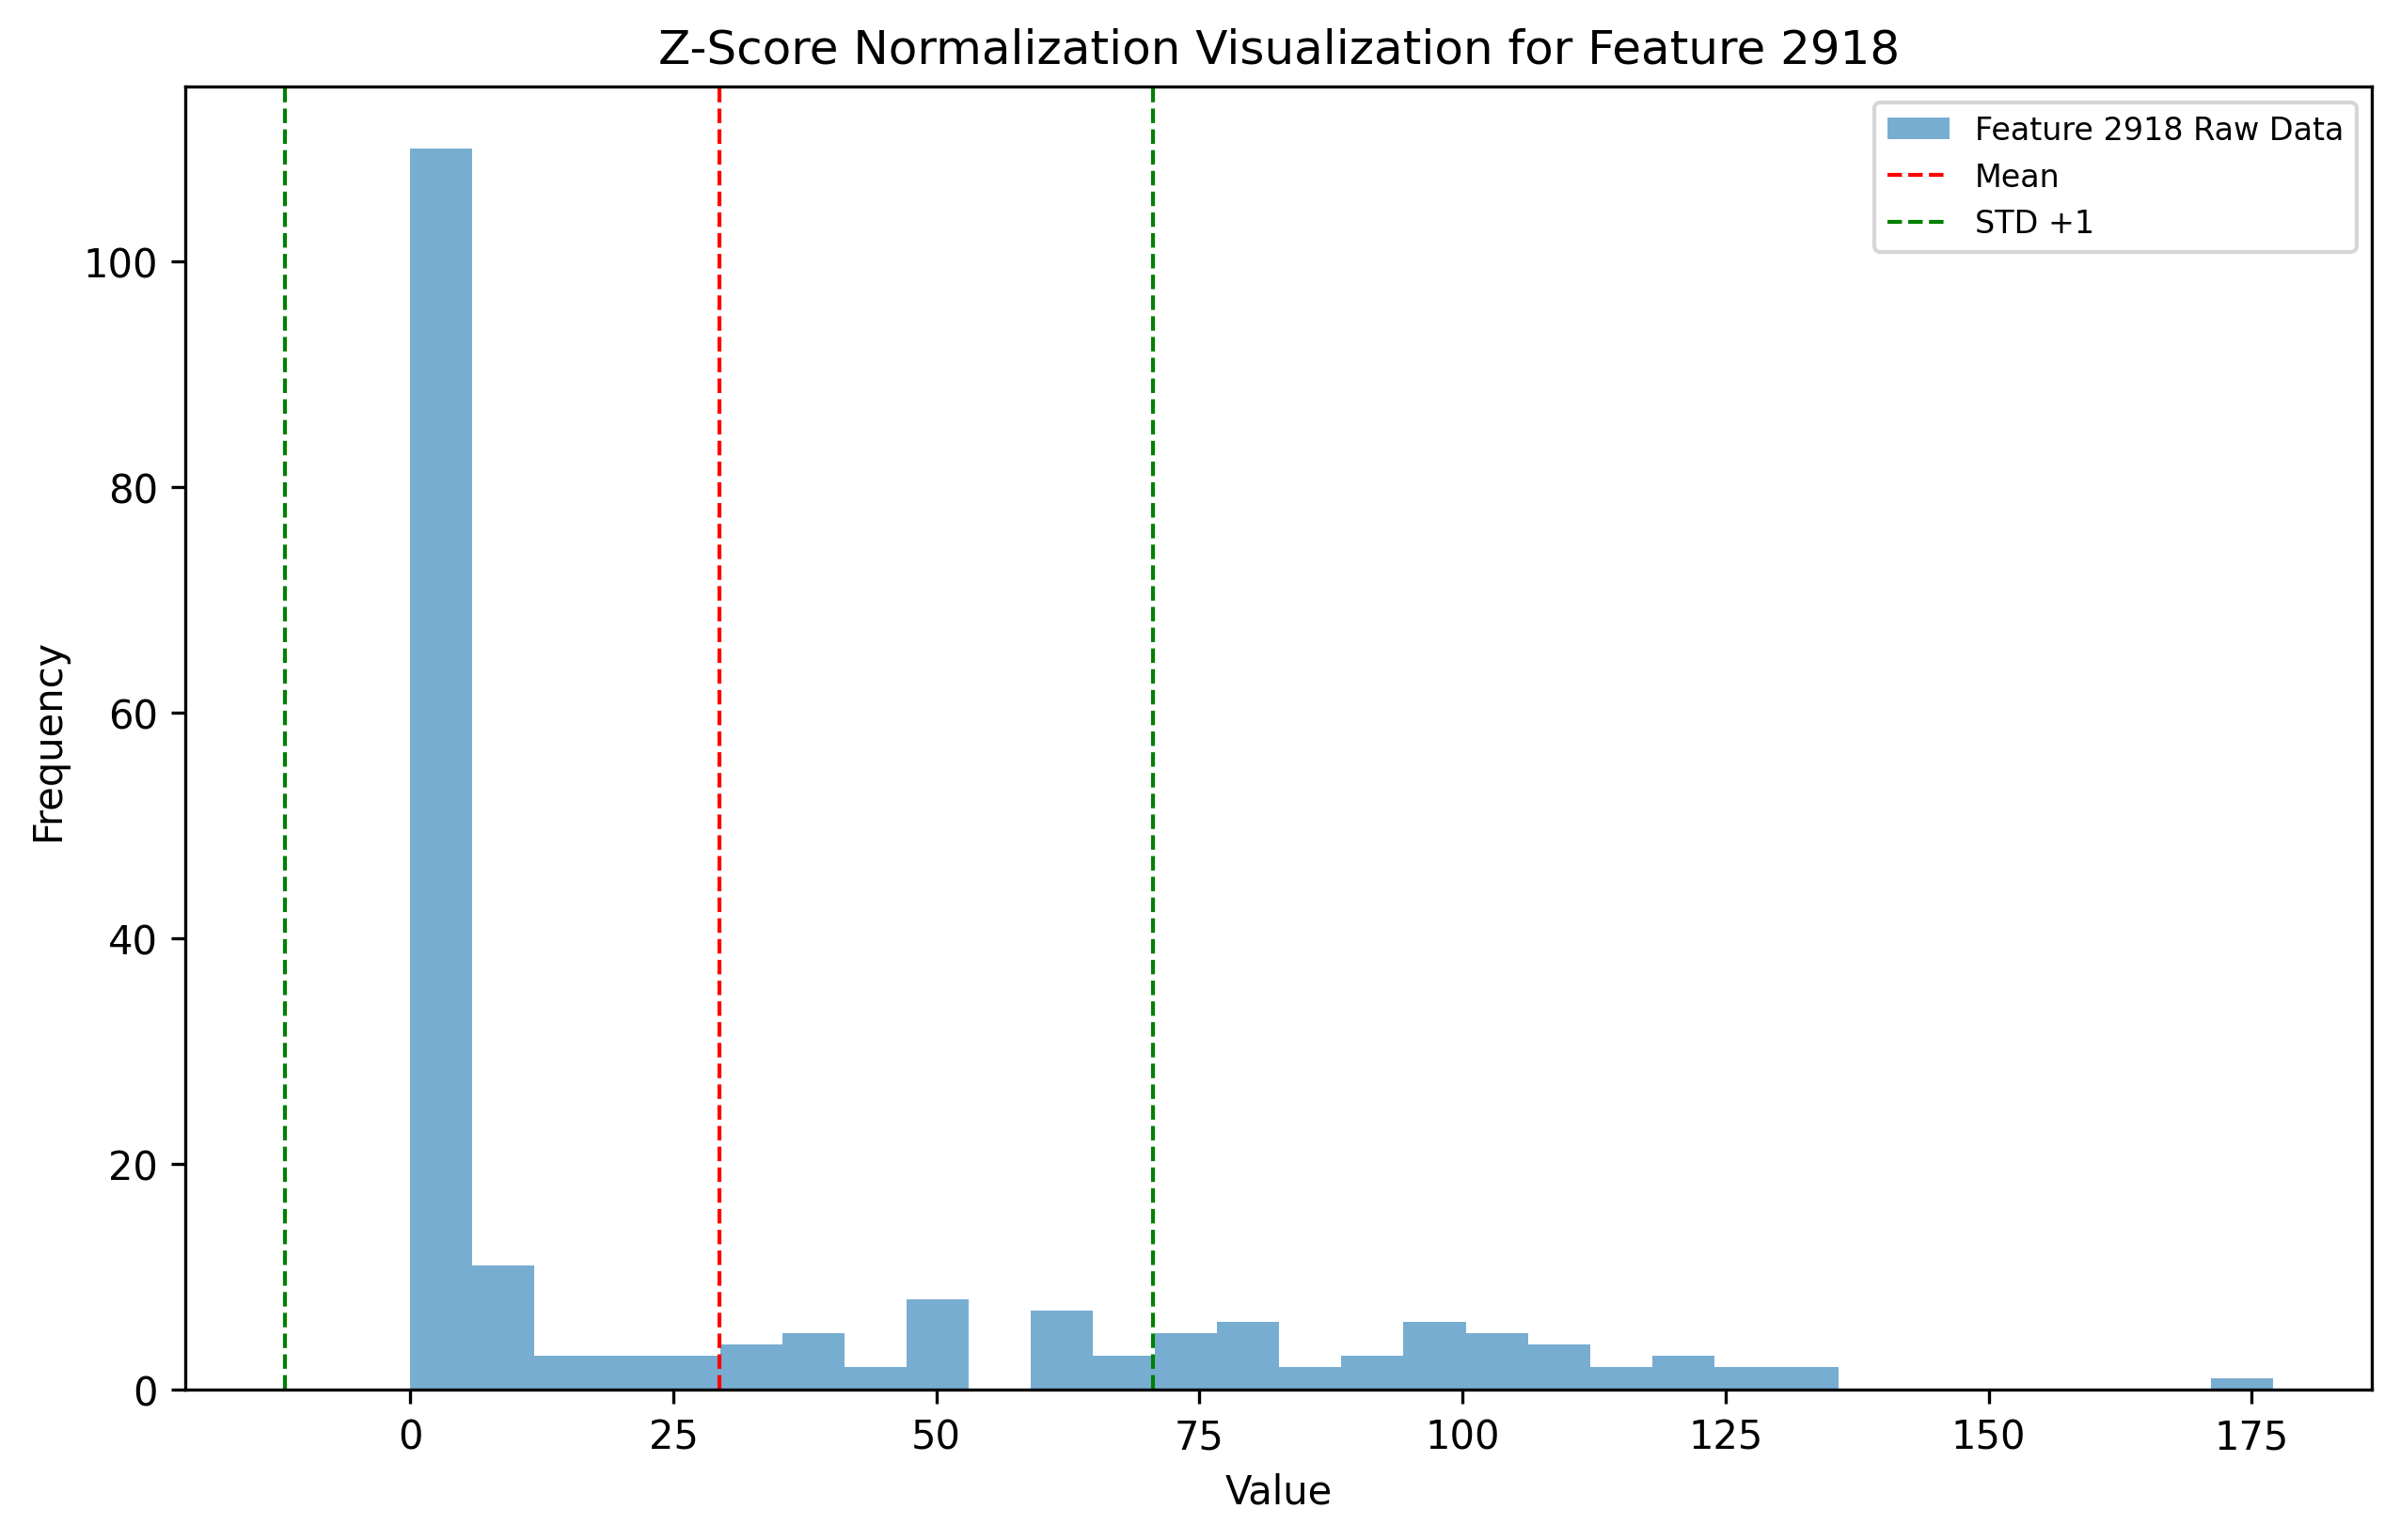 Z-Score Normalization Visualization for Feature 2918
Feature 2918 Raw Data
Mean
STD +1
Frequency
100
80
60
40
20
0
0 25 50 75 100 125 150 175
Value